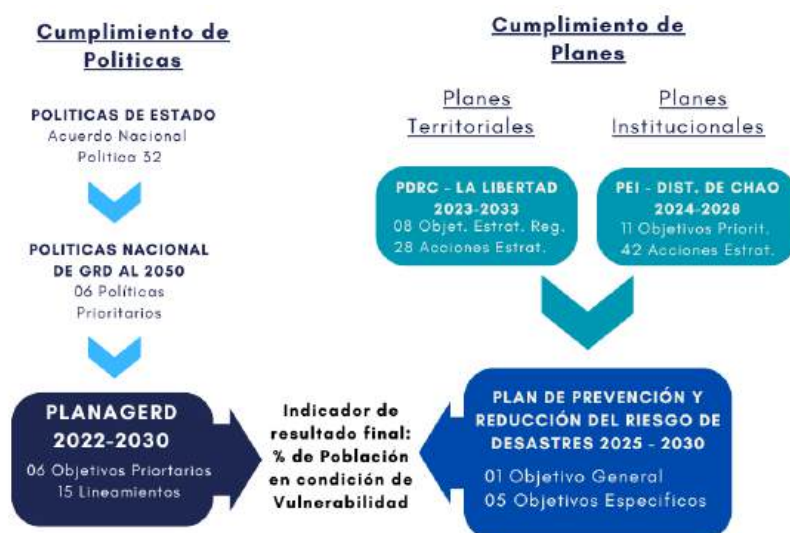 Cumplimiento de
Politicas
POLITICAS DE ESTADO
Acuerdo Nacional
Politica 32
POLITICAS NACIONAL
DE GRD AL 2050
06 Políticas
Prioritarios
PLANAGERD
2022-2030
06 Objetivos Priortarios
15 Lineamientos
Indicador de
resultado final:
% de Población
en condición de
Vulnerabilidad
Cumplimiento de
Planes
Planes
Territoriales
Planes
Institucionales
PDRC - LA LIBERTAD
2023-2033
08 Objet. Estrat. Reg.
28 Acciones Estrat.
PEI - DIST. DE CHAO
2024-2028
11 Objetivos Priorit.
42 Acciones Estrat.
PLAN DE PREVENCIÓN Y
REDUCCIÓN DEL RIESGO DE
DESASTRES 2025 - 2030
01 Objetivo General
05 Objetivos Especificos